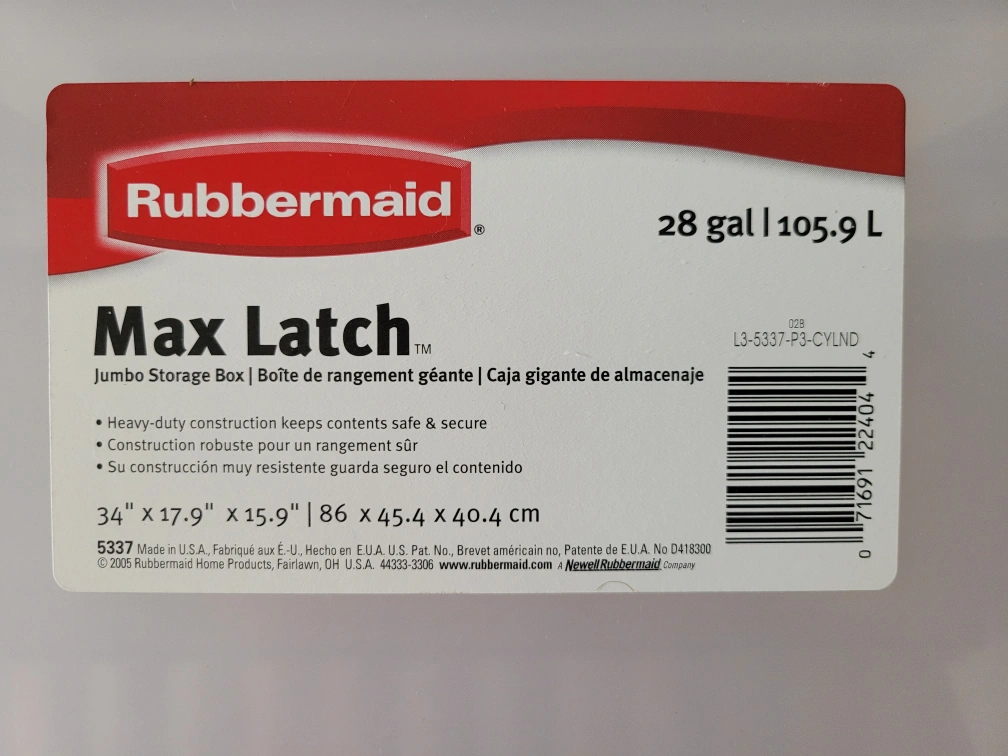 Rubbermaid®
28 gal | 105.9 L
Max Latch™
Jumbo Storage Box | Boîte de rangement géante | Caja gigante de almacenaje
• Heavy-duty construction keeps contents safe & secure
• Construction robuste pour un rangement sûr
• Su construcción muy resistente guarda seguro el contenido
34" x 17.9" x 15.9" | 86 x 45.4 x 40.4 cm
5337 Made in U.S.A., Fabriqué aux É.-U., Hecho en E.U.A. U.S. Pat. No., Brevet américain no, Patente de E.U.A. No D418300
© 2005 Rubbermaid Home Products, Fairlawn, OH U.S.A. 44333-3306 www.rubbermaid.com A Newell Rubbermaid Company
02B
L3-5337-P3-CYLND
0 71691 22404 4